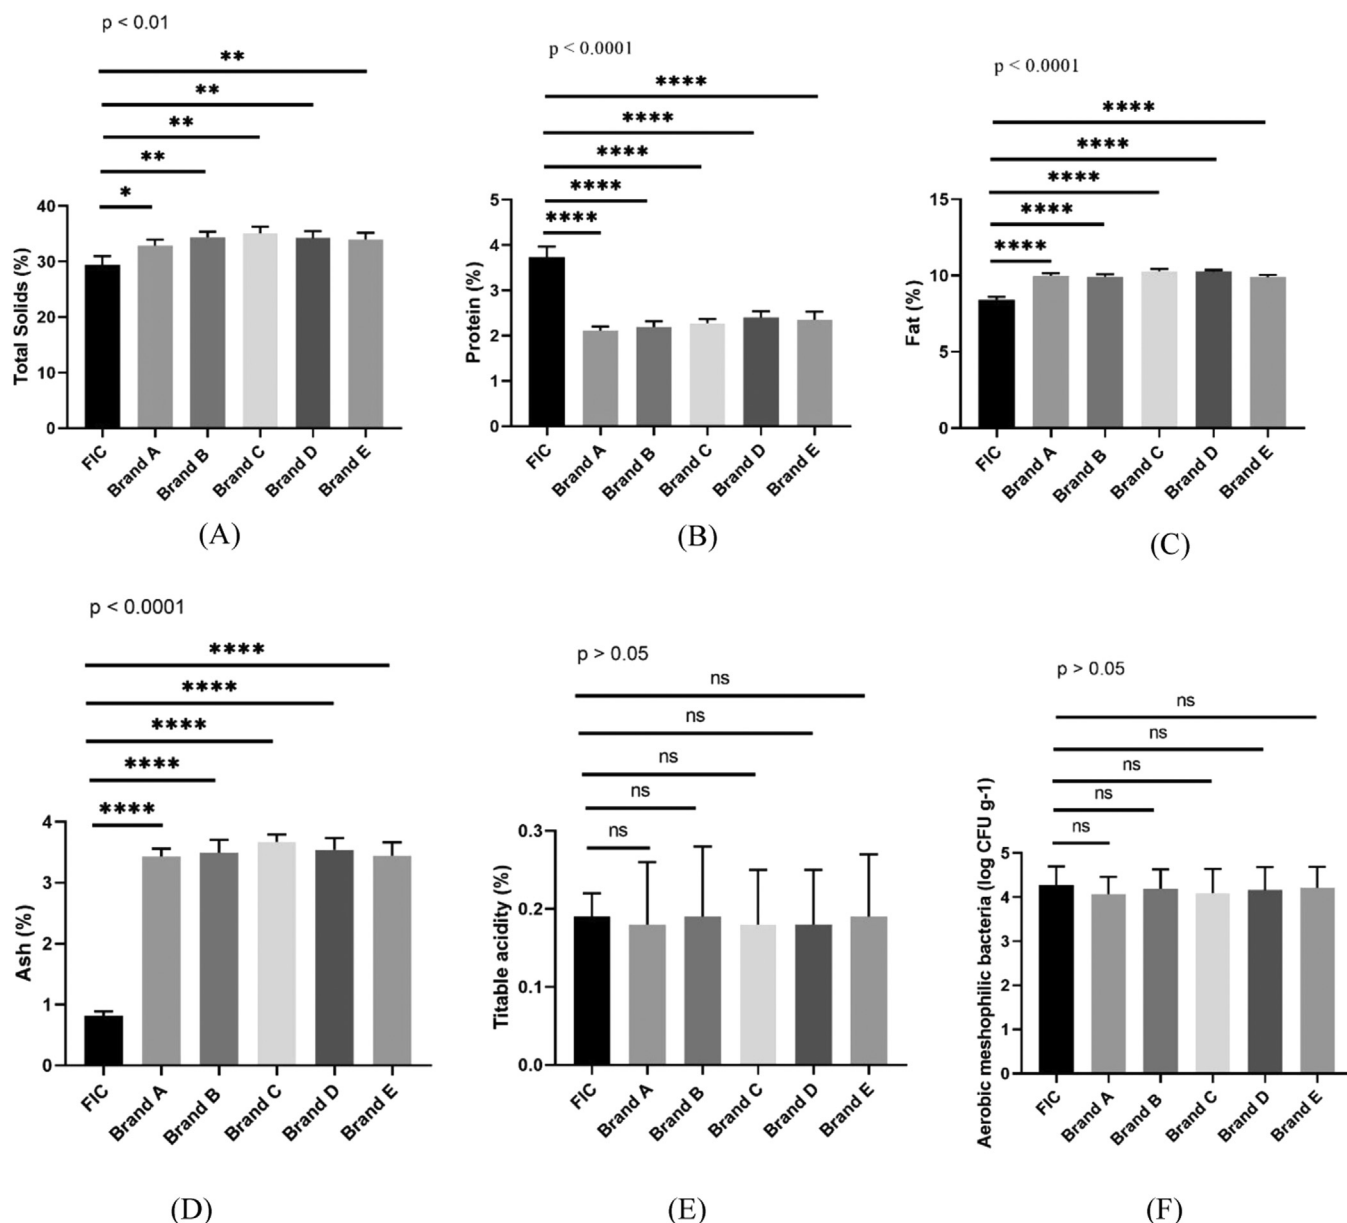 p < 0.01
**
**
**
**
*
Total Solids (%)
40
30
20
10
0
FIC
Brand A
Brand B
Brand C
Brand D
Brand E
(A)
p < 0.0001
****
****
****
****
****
Protein (%)
5
4
3
2
1
0
FIC
Brand A
Brand B
Brand C
Brand D
Brand E
(B)
p < 0.0001
****
****
****
****
****
Fat (%)
15
10
5
0
FIC
Brand A
Brand B
Brand C
Brand D
Brand E
(C)
p < 0.0001
****
****
****
****
****
Ash (%)
4
3
2
1
0
FIC
Brand A
Brand B
Brand C
Brand D
Brand E
(D)
p > 0.05
ns
ns
ns
ns
ns
Titable acidity (%)
0.3
0.2
0.1
0.0
FIC
Brand A
Brand B
Brand C
Brand D
Brand E
(E)
p > 0.05
ns
ns
ns
ns
ns
Aerobic meshophilic bacteria (log CFU g-1)
5
4
3
2
1
0
FIC
Brand A
Brand B
Brand C
Brand D
Brand E
(F)